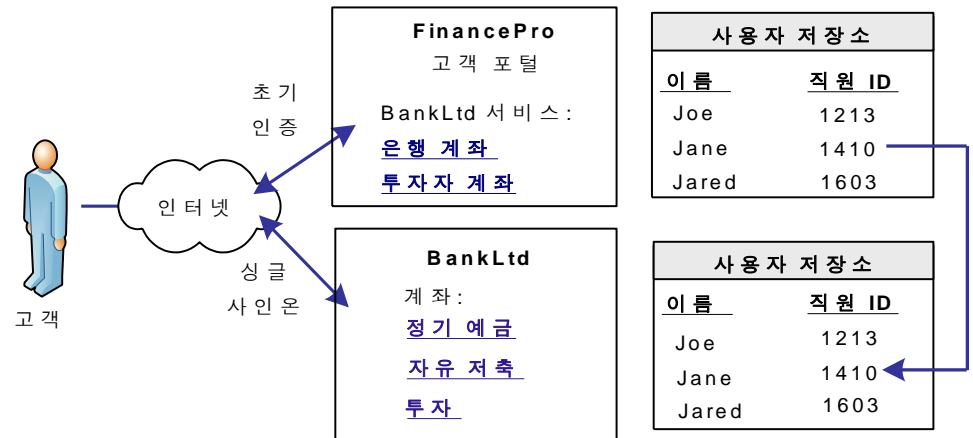 고객
인터넷
초기
인증
싱글
사인온
FinancePro
고객 포털
BankLtd 서비스:
은행 계좌
투자자 계좌
사용자 저장소
이름 직원 ID
Joe 1213
Jane 1410
Jared 1603
BankLtd
계좌:
정기 예금
자유 저축
투자
사용자 저장소
이름 직원 ID
Joe 1213
Jane 1410
Jared 1603